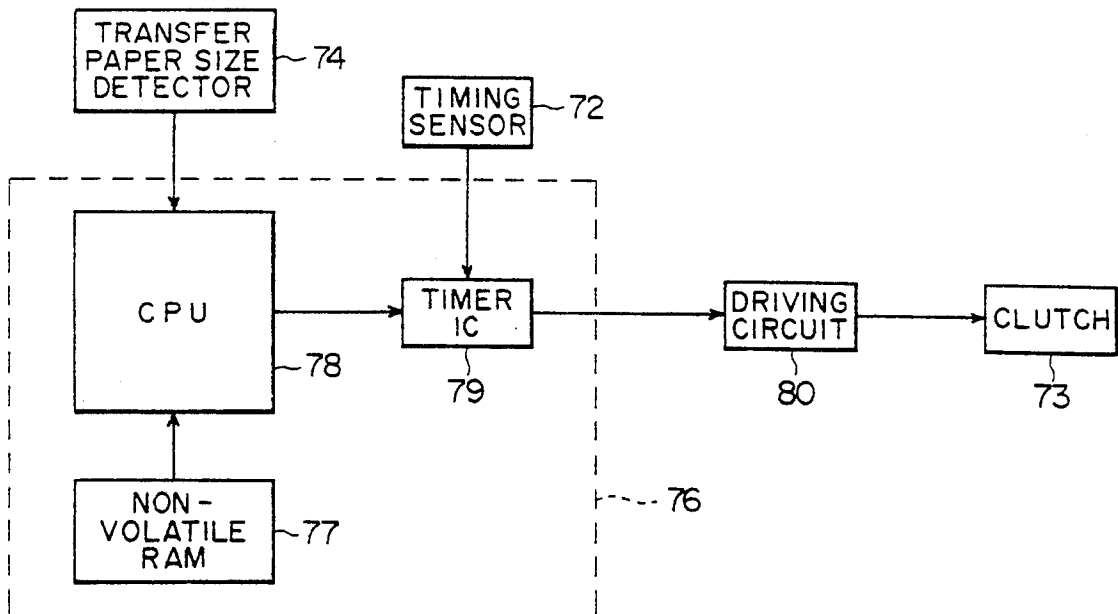 TRANSFER
PAPER SIZE
DETECTOR
74
TIMING
SENSOR
72
CPU
78
TIMER
IC
79
DRIVING
CIRCUIT
80
CLUTCH
73
NON-
VOLATILE
RAM
77
76